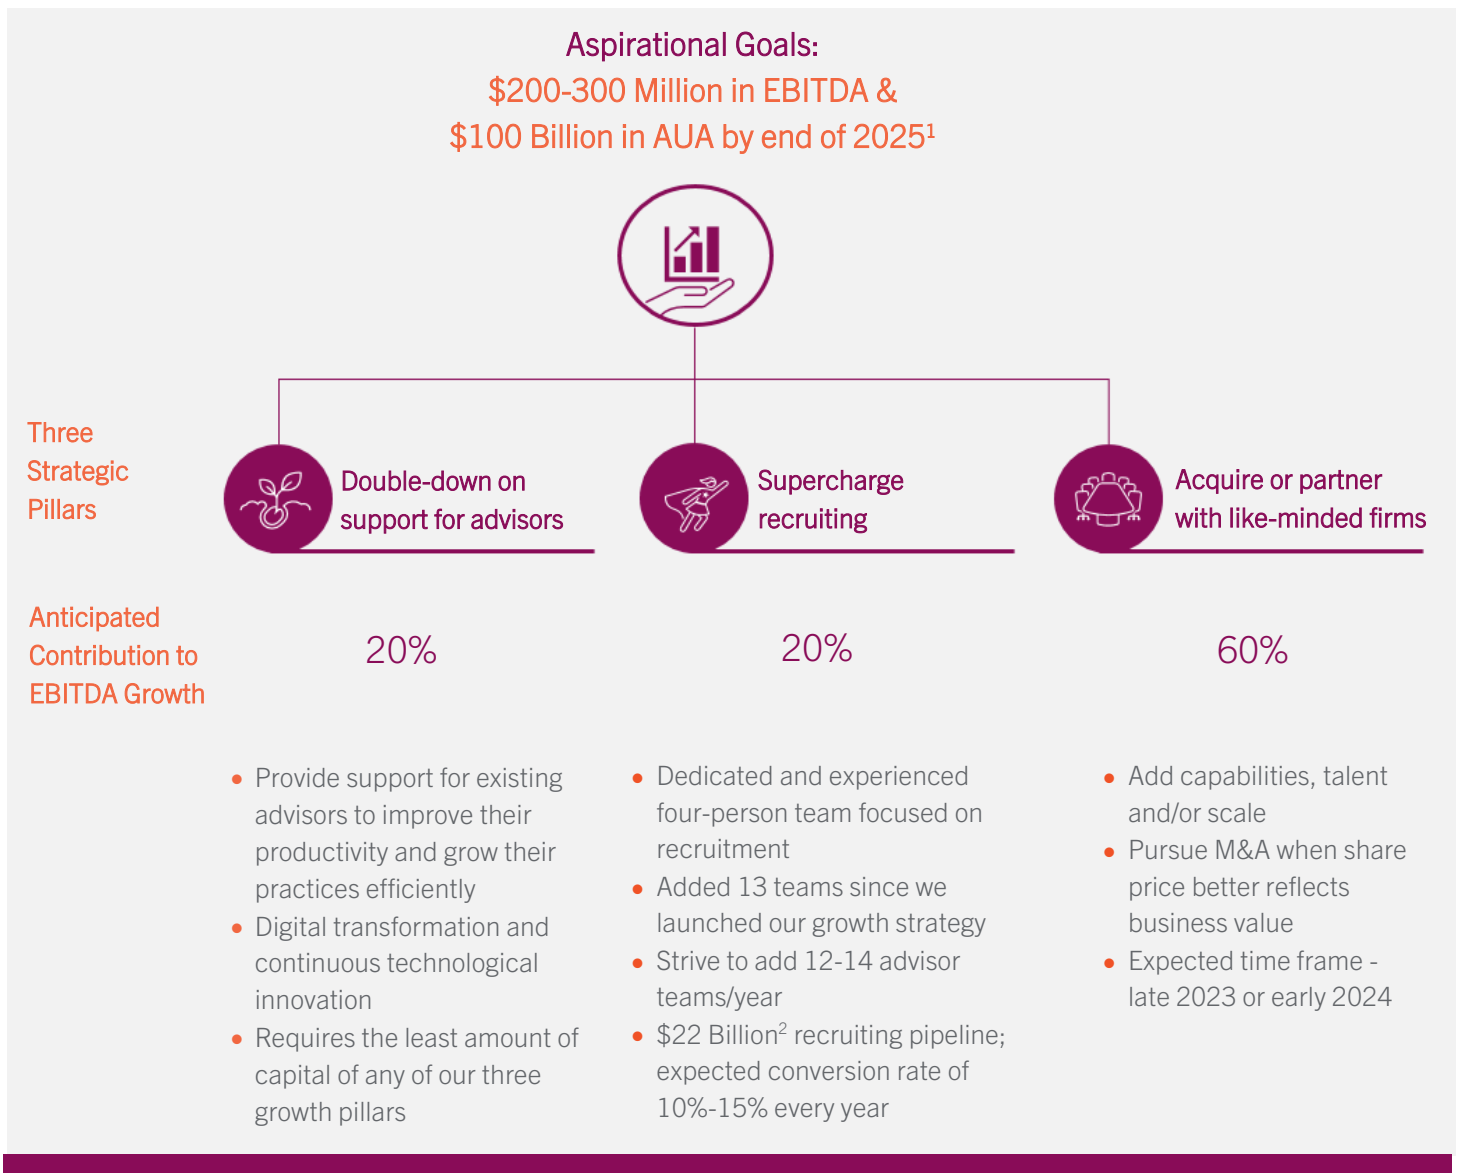 Aspirational Goals:
$200-300 Million in EBITDA &
$100 Billion in AUA by end of 2025¹
Three
Strategic
Pillars
Double-down on
support for advisors
Supercharge
recruiting
Acquire or partner
with like-minded firms
Anticipated
Contribution to
EBITDA Growth
20%
20%
60%
• Provide support for existing
advisors to improve their
productivity and grow their
practices efficiently
• Digital transformation and
continuous technological
innovation
• Requires the least amount of
capital of any of our three
growth pillars
• Dedicated and experienced
four-person team focused on
recruitment
• Added 13 teams since we
launched our growth strategy
• Strive to add 12-14 advisor
teams/year
• $22 Billion² recruiting pipeline;
expected conversion rate of
10%-15% every year
• Add capabilities, talent
and/or scale
• Pursue M&A when share
price better reflects
business value
• Expected time frame -
late 2023 or early 2024